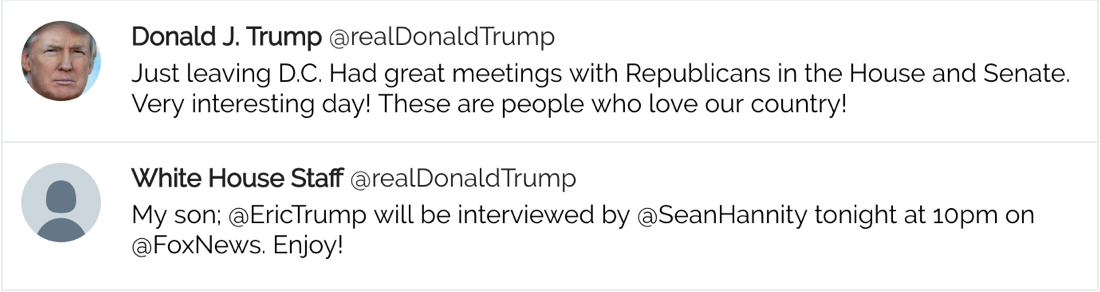 Donald J. Trump @realDonaldTrump
Just leaving D.C. Had great meetings with Republicans in the House and Senate.
Very interesting day! These are people who love our country!
White House Staff @realDonaldTrump
My son; @EricTrump will be interviewed by @SeanHannity tonight at 10pm on
@FoxNews. Enjoy!